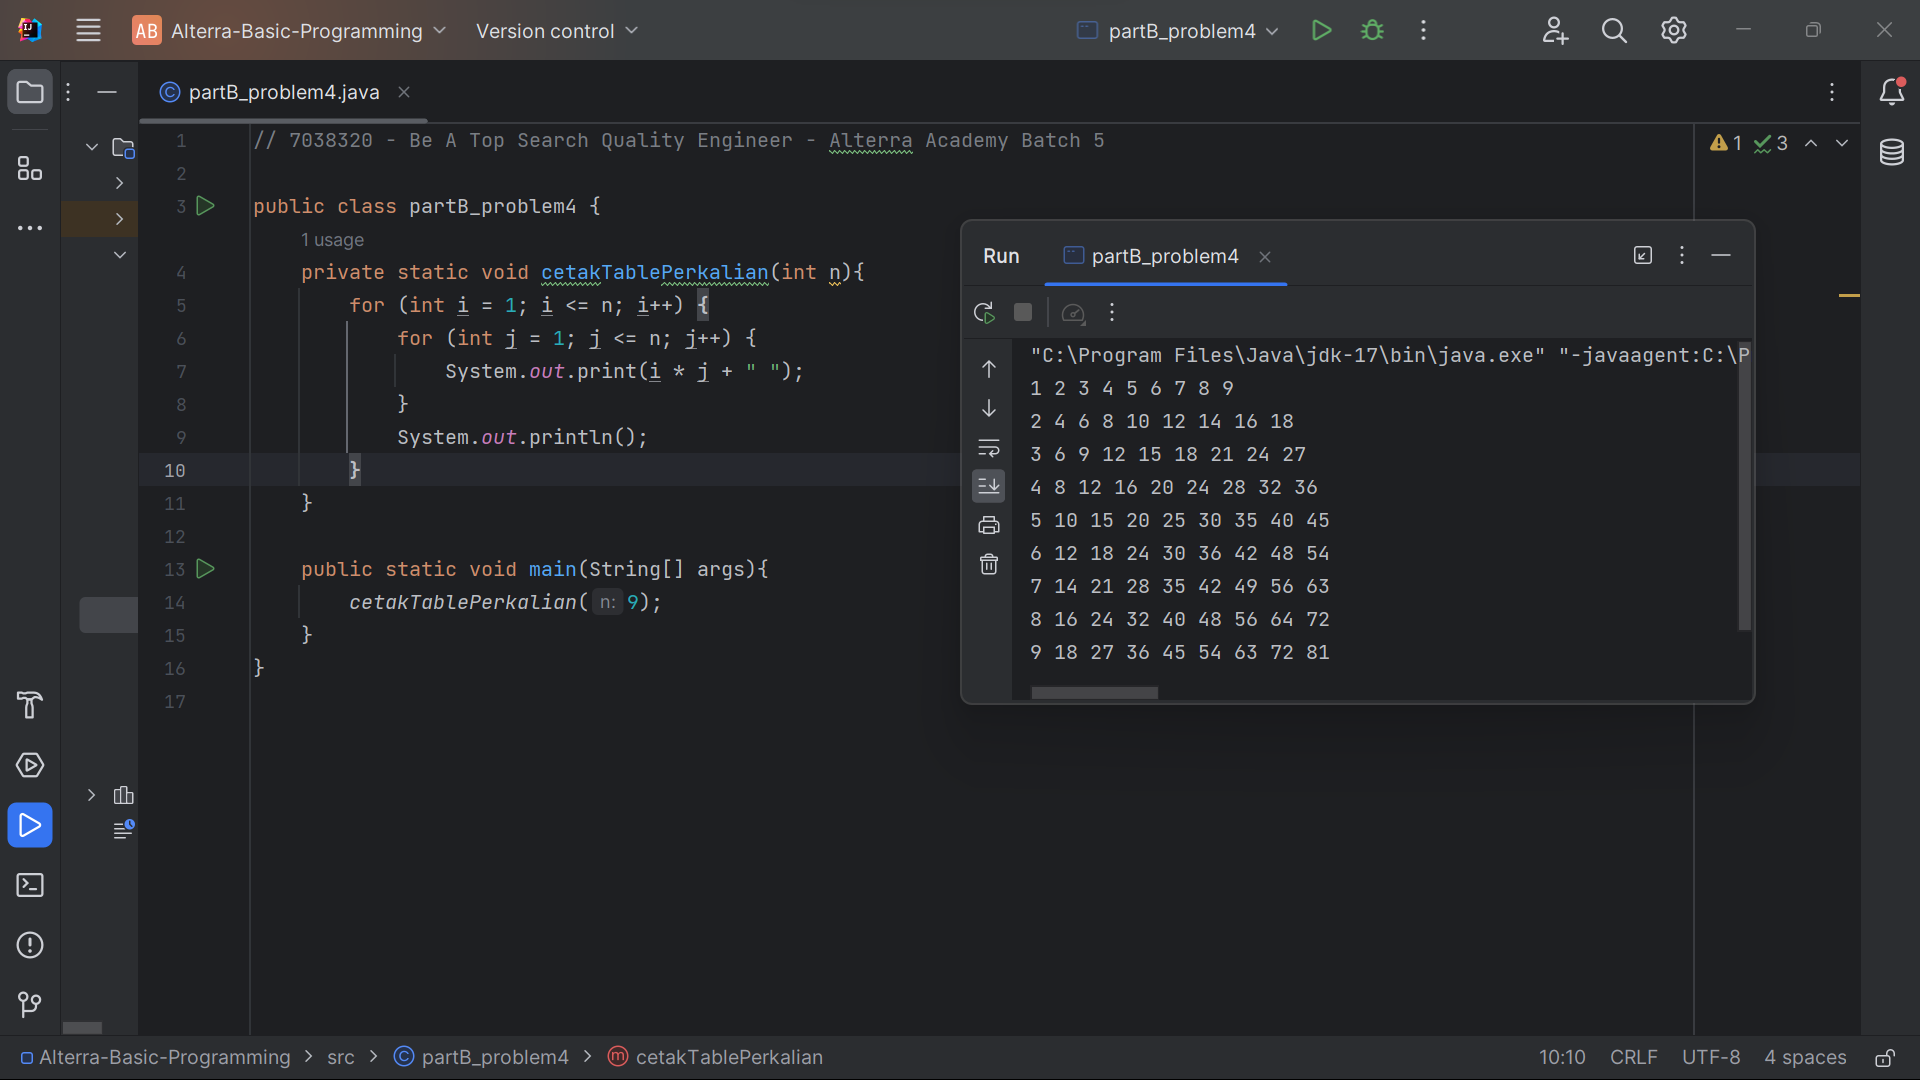 AB Alterra-Basic-Programming Version control partB_problem4
partB_problem4.java
1 // 7038320 - Be A Top Search Quality Engineer - Alterra Academy Batch 5
1 3
2
3 public class partB_problem4 {
1 usage
4 private static void cetakTablePerkalian(int n){
5 for (int i = 1; i <= n; i++) {
6 for (int j = 1; j <= n; j++) {
7 System.out.print(i * j + " ");
8 }
9 System.out.println();
10 }
11 }
12
13 public static void main(String[] args){
14 cetakTablePerkalian( n: 9);
15 }
16 }
17
Run partB_problem4
"C:\Program Files\Java\jdk-17\bin\java.exe" "-javaagent:C:\P
1 2 3 4 5 6 7 8 9
2 4 6 8 10 12 14 16 18
3 6 9 12 15 18 21 24 27
4 8 12 16 20 24 28 32 36
5 10 15 20 25 30 35 40 45
6 12 18 24 30 36 42 48 54
7 14 21 28 35 42 49 56 63
8 16 24 32 40 48 56 64 72
9 18 27 36 45 54 63 72 81
Alterra-Basic-Programming > src > partB_problem4 > cetakTablePerkalian
10:10 CRLF UTF-8 4 spaces